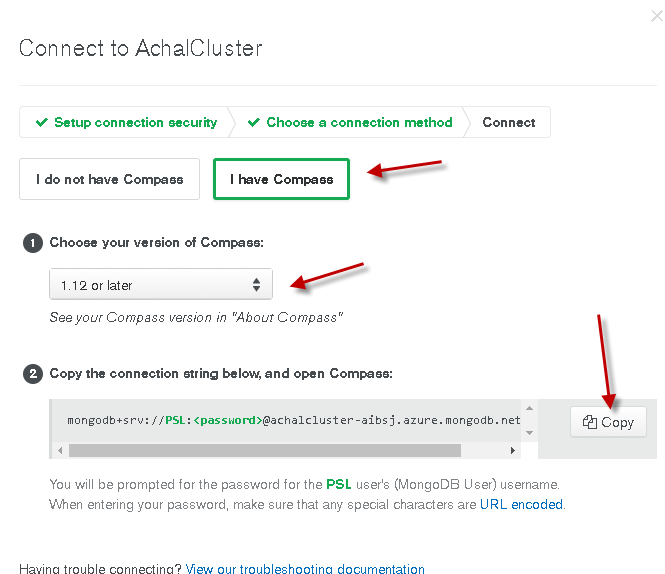 Connect to AchalCluster
Setup connection security Choose a connection method Connect
I do not have Compass I have Compass
1 Choose your version of Compass:
1.12 or later
See your Compass version in "About Compass"
2 Copy the connection string below, and open Compass:
mongodb+srv://PSL:<password>@achalcluster-aibsj.azure.mongodb.net Copy
You will be prompted for the password for the PSL user's (MongoDB User) username.
When entering your password, make sure that any special characters are URL encoded.
Having trouble connecting? View our troubleshooting documentation